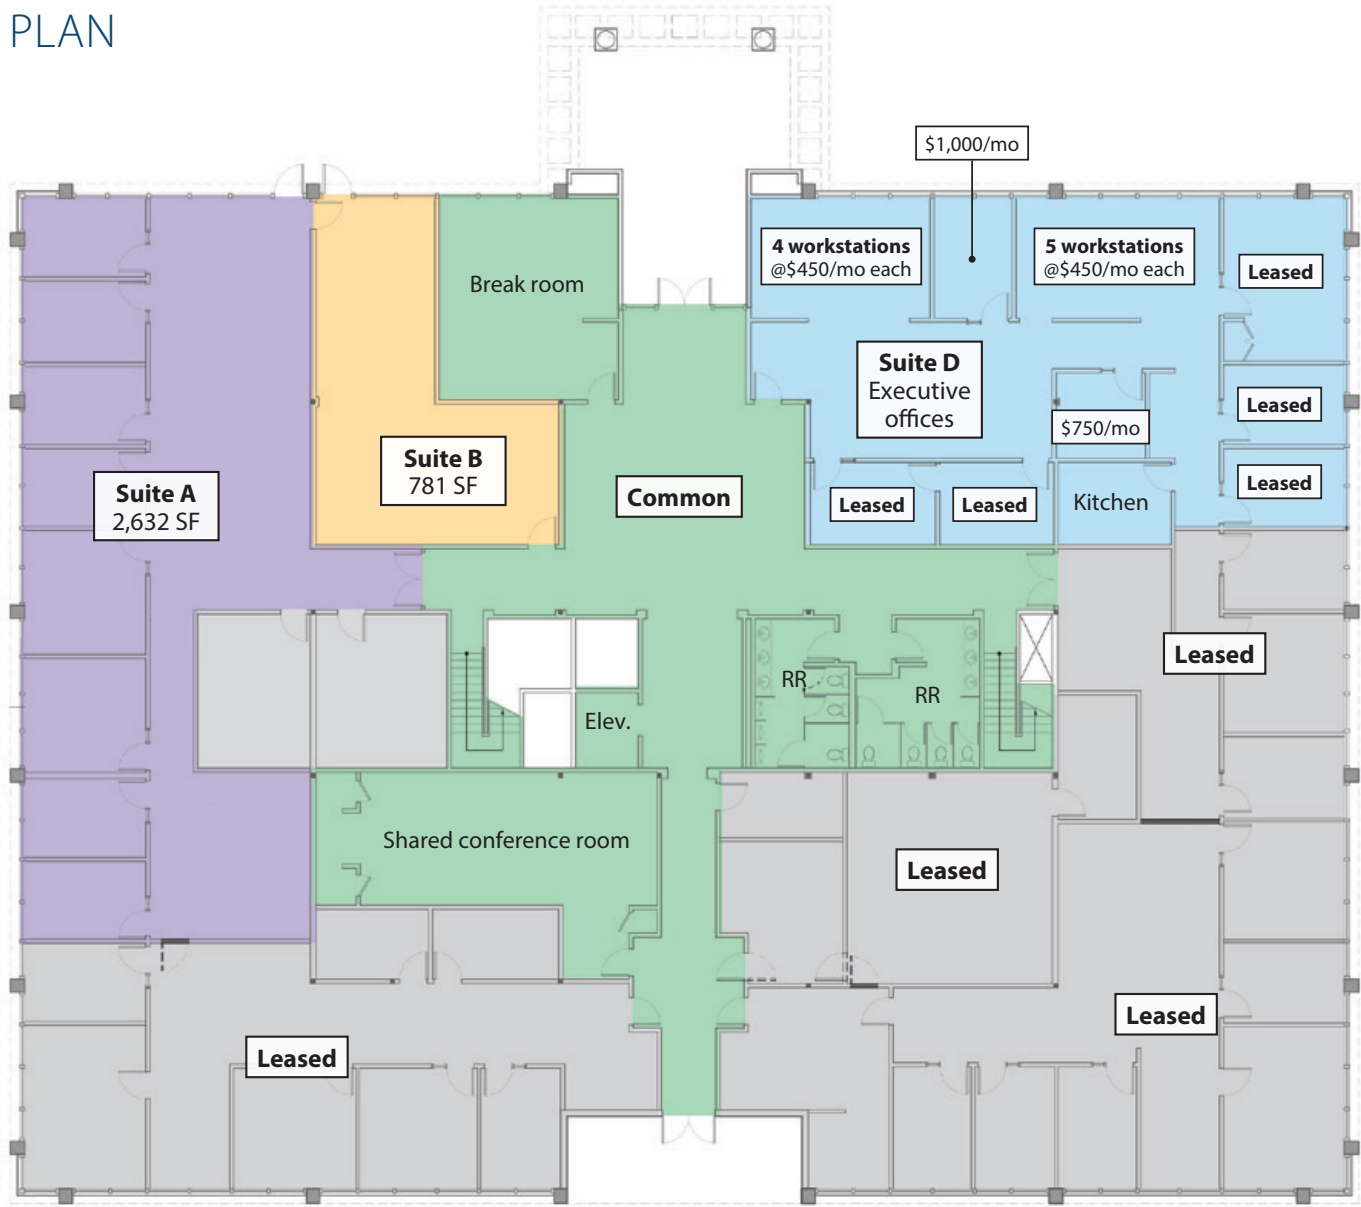 PLAN
$1,000/mo
4 workstations
@$450/mo each
5 workstations
@$450/mo each
Leased
Break room
Suite D
Executive
offices
Leased
$750/mo
Suite B
781 SF
Suite A
2,632 SF
Common
Leased
Leased
Kitchen
Leased
Leased
RR
RR
Elev.
Shared conference room
Leased
Leased
Leased